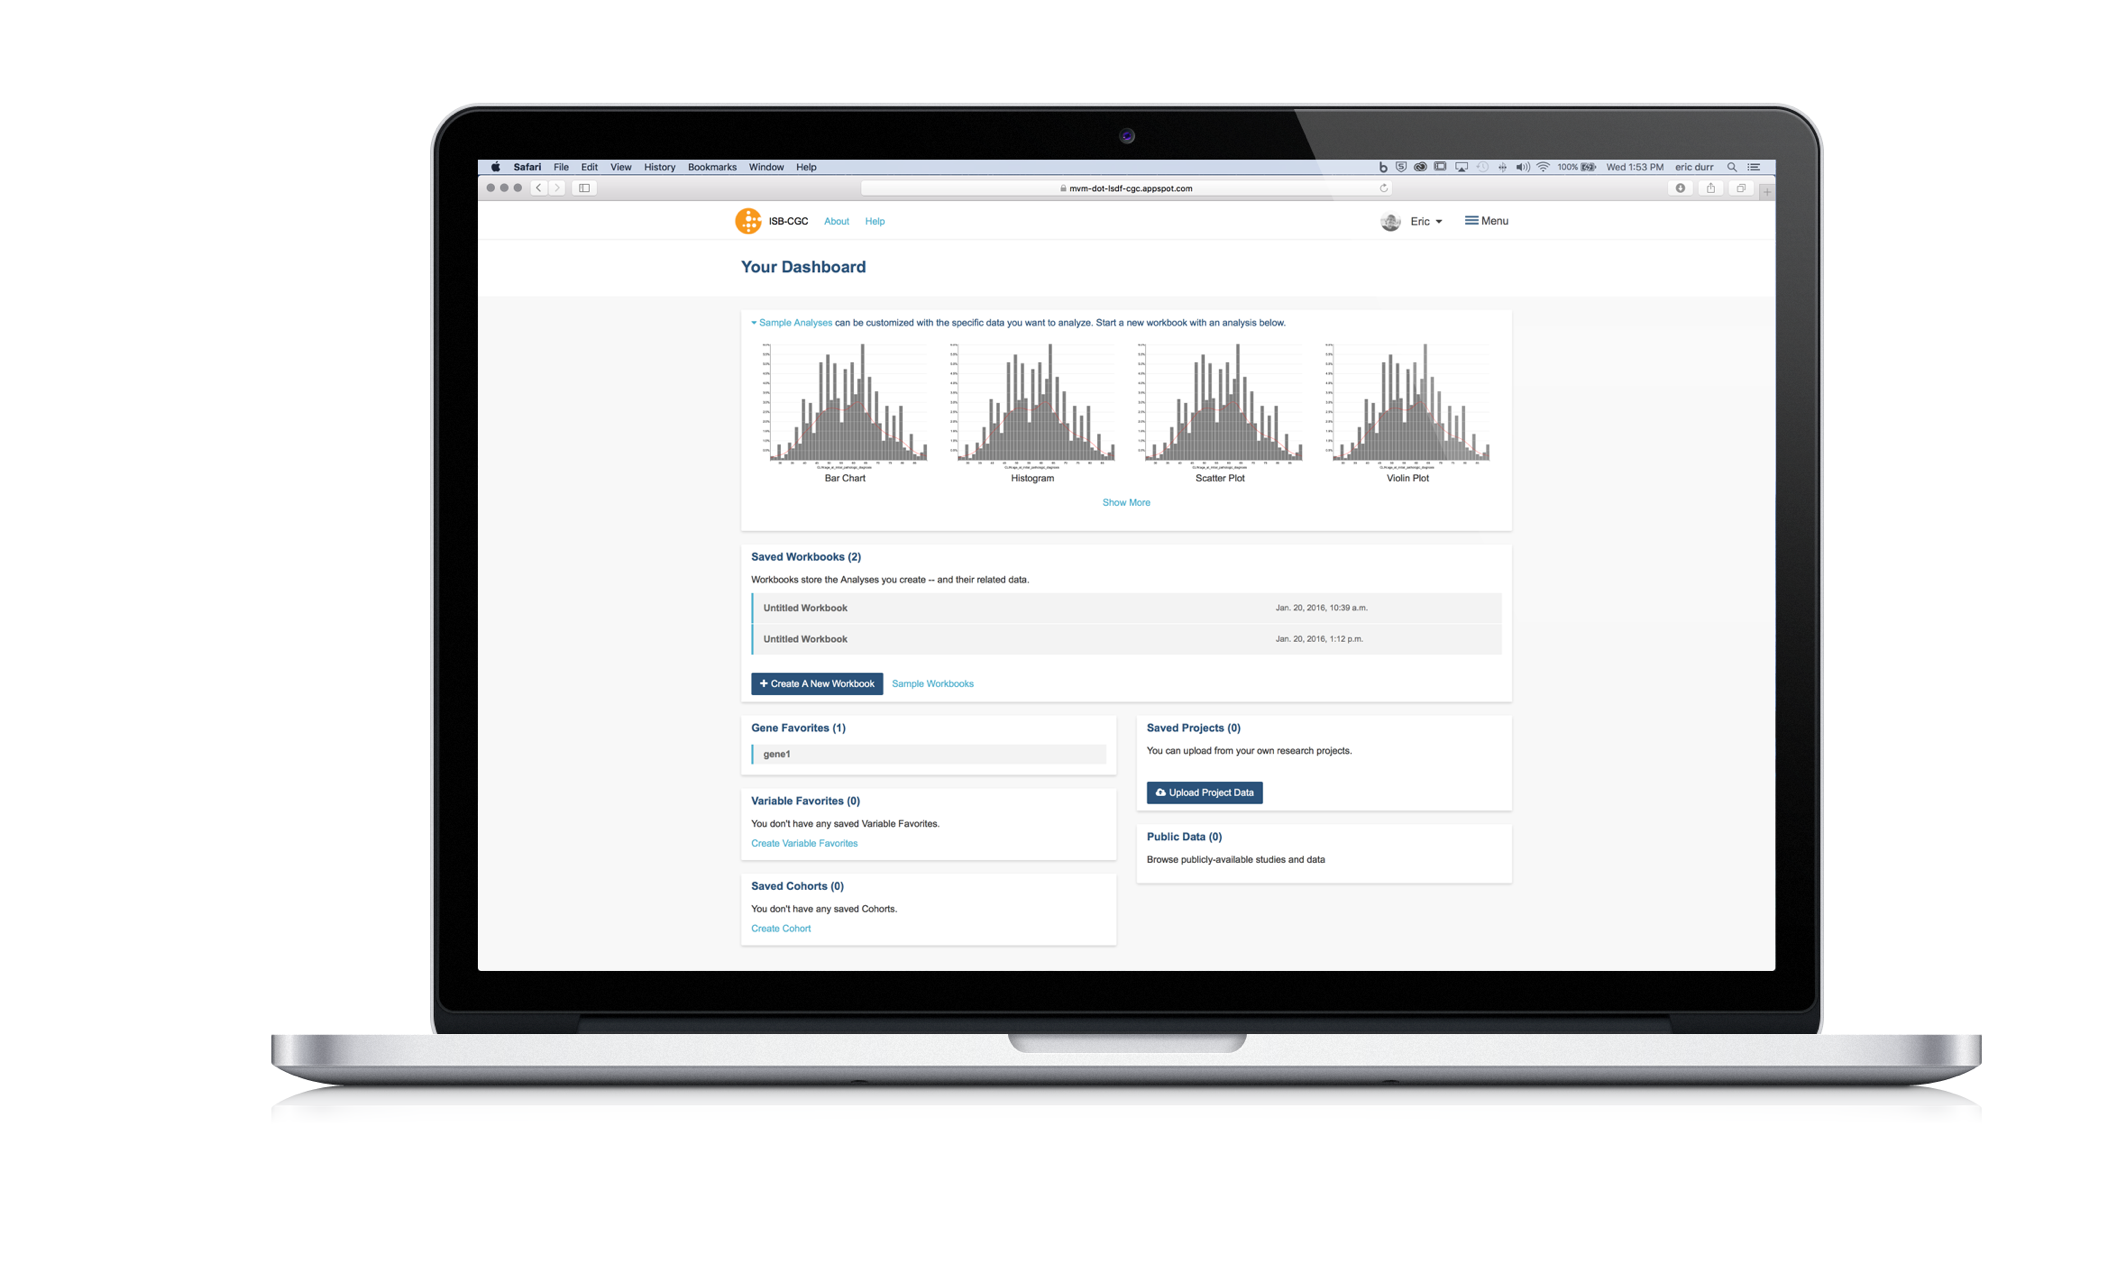 Safari File Edit View History Bookmarks Window Help 100% Wed 1:53 PM eric durr
mvm-dot-isdf-cgc.appspot.com
ISB-CGC About Help Eric Menu
Your Dashboard
Sample Analyses can be customized with the specific data you want to analyze. Start a new workbook with an analysis below.
Bar Chart Histogram Scatter Plot Violin Plot
Show More
Saved Workbooks (2)
Workbooks store the Analyses you create -- and their related data.
Untitled Workbook Jan. 20, 2016, 10:39 a.m.
Untitled Workbook Jan. 20, 2016, 1:12 p.m.
+ Create A New Workbook Sample Workbooks
Gene Favorites (1)
gene1
Variable Favorites (0)
You don't have any saved Variable Favorites.
Create Variable Favorites
Saved Cohorts (0)
You don't have any saved Cohorts.
Create Cohort
Saved Projects (0)
You can upload from your own research projects.
Upload Project Data
Public Data (0)
Browse publicly-available studies and data